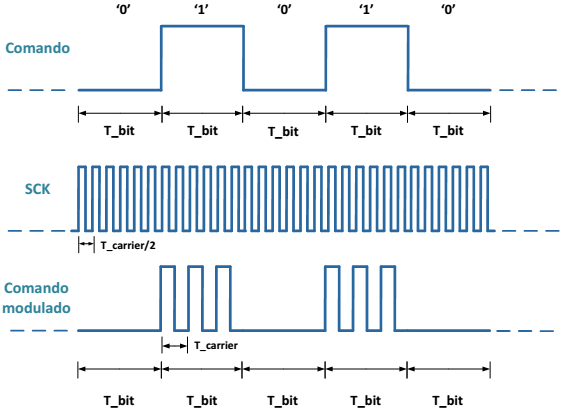 ‘0’ ‘1’ ‘0’ ‘1’ ‘0’
Comando
T_bit T_bit T_bit T_bit T_bit
SCK
T_carrier/2
Comando
modulado
T_carrier
T_bit T_bit T_bit T_bit T_bit